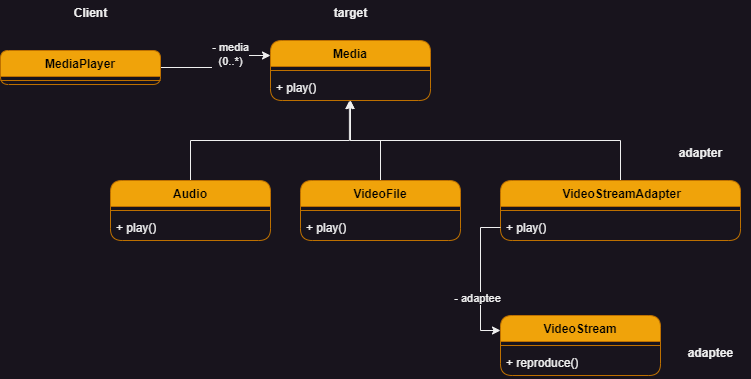 Client
target
- media
(0..*)
MediaPlayer
Media
+ play()
adapter
Audio
VideoFile
VideoStreamAdapter
+ play()
+ play()
+ play()
- adaptee
VideoStream
adaptee
+ reproduce()